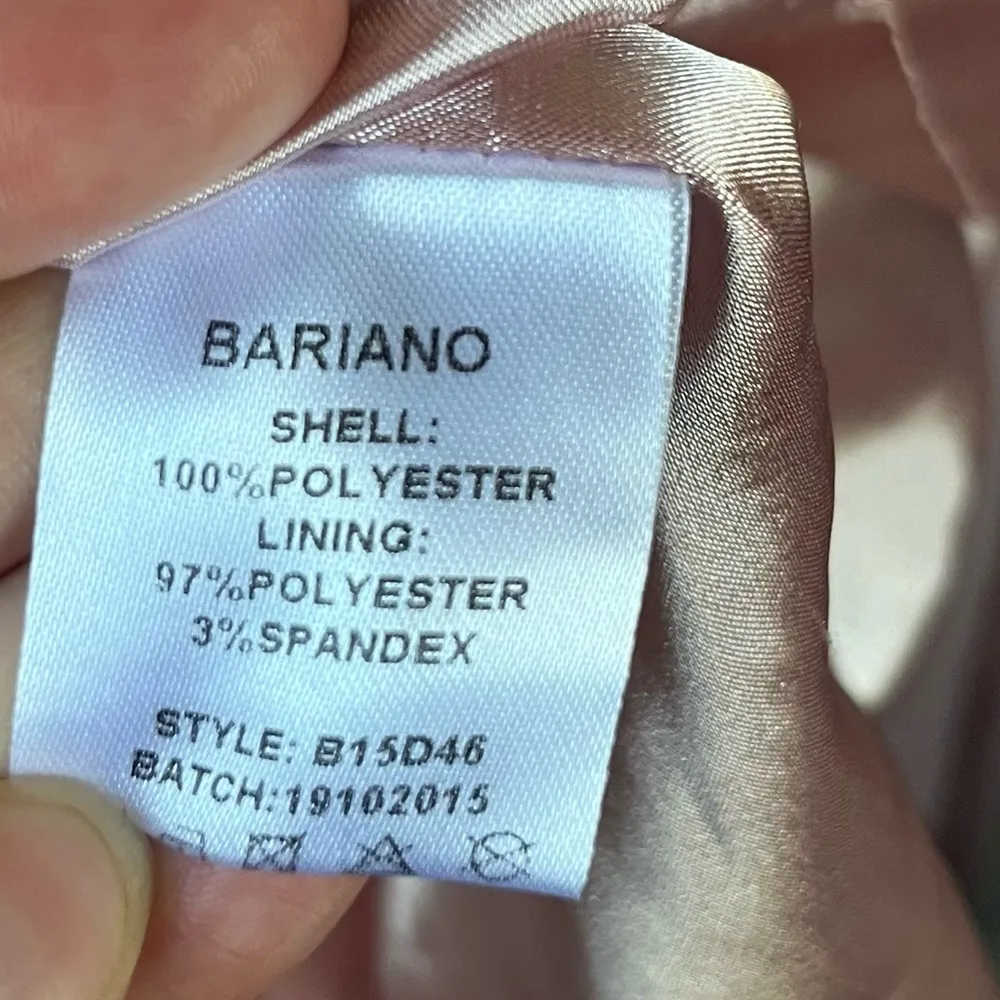 BARIANO
SHELL:
100%POLYESTER
LINING:
97%POLYESTER
3%SPANDEX
STYLE: B15D46
BATCH:19102015